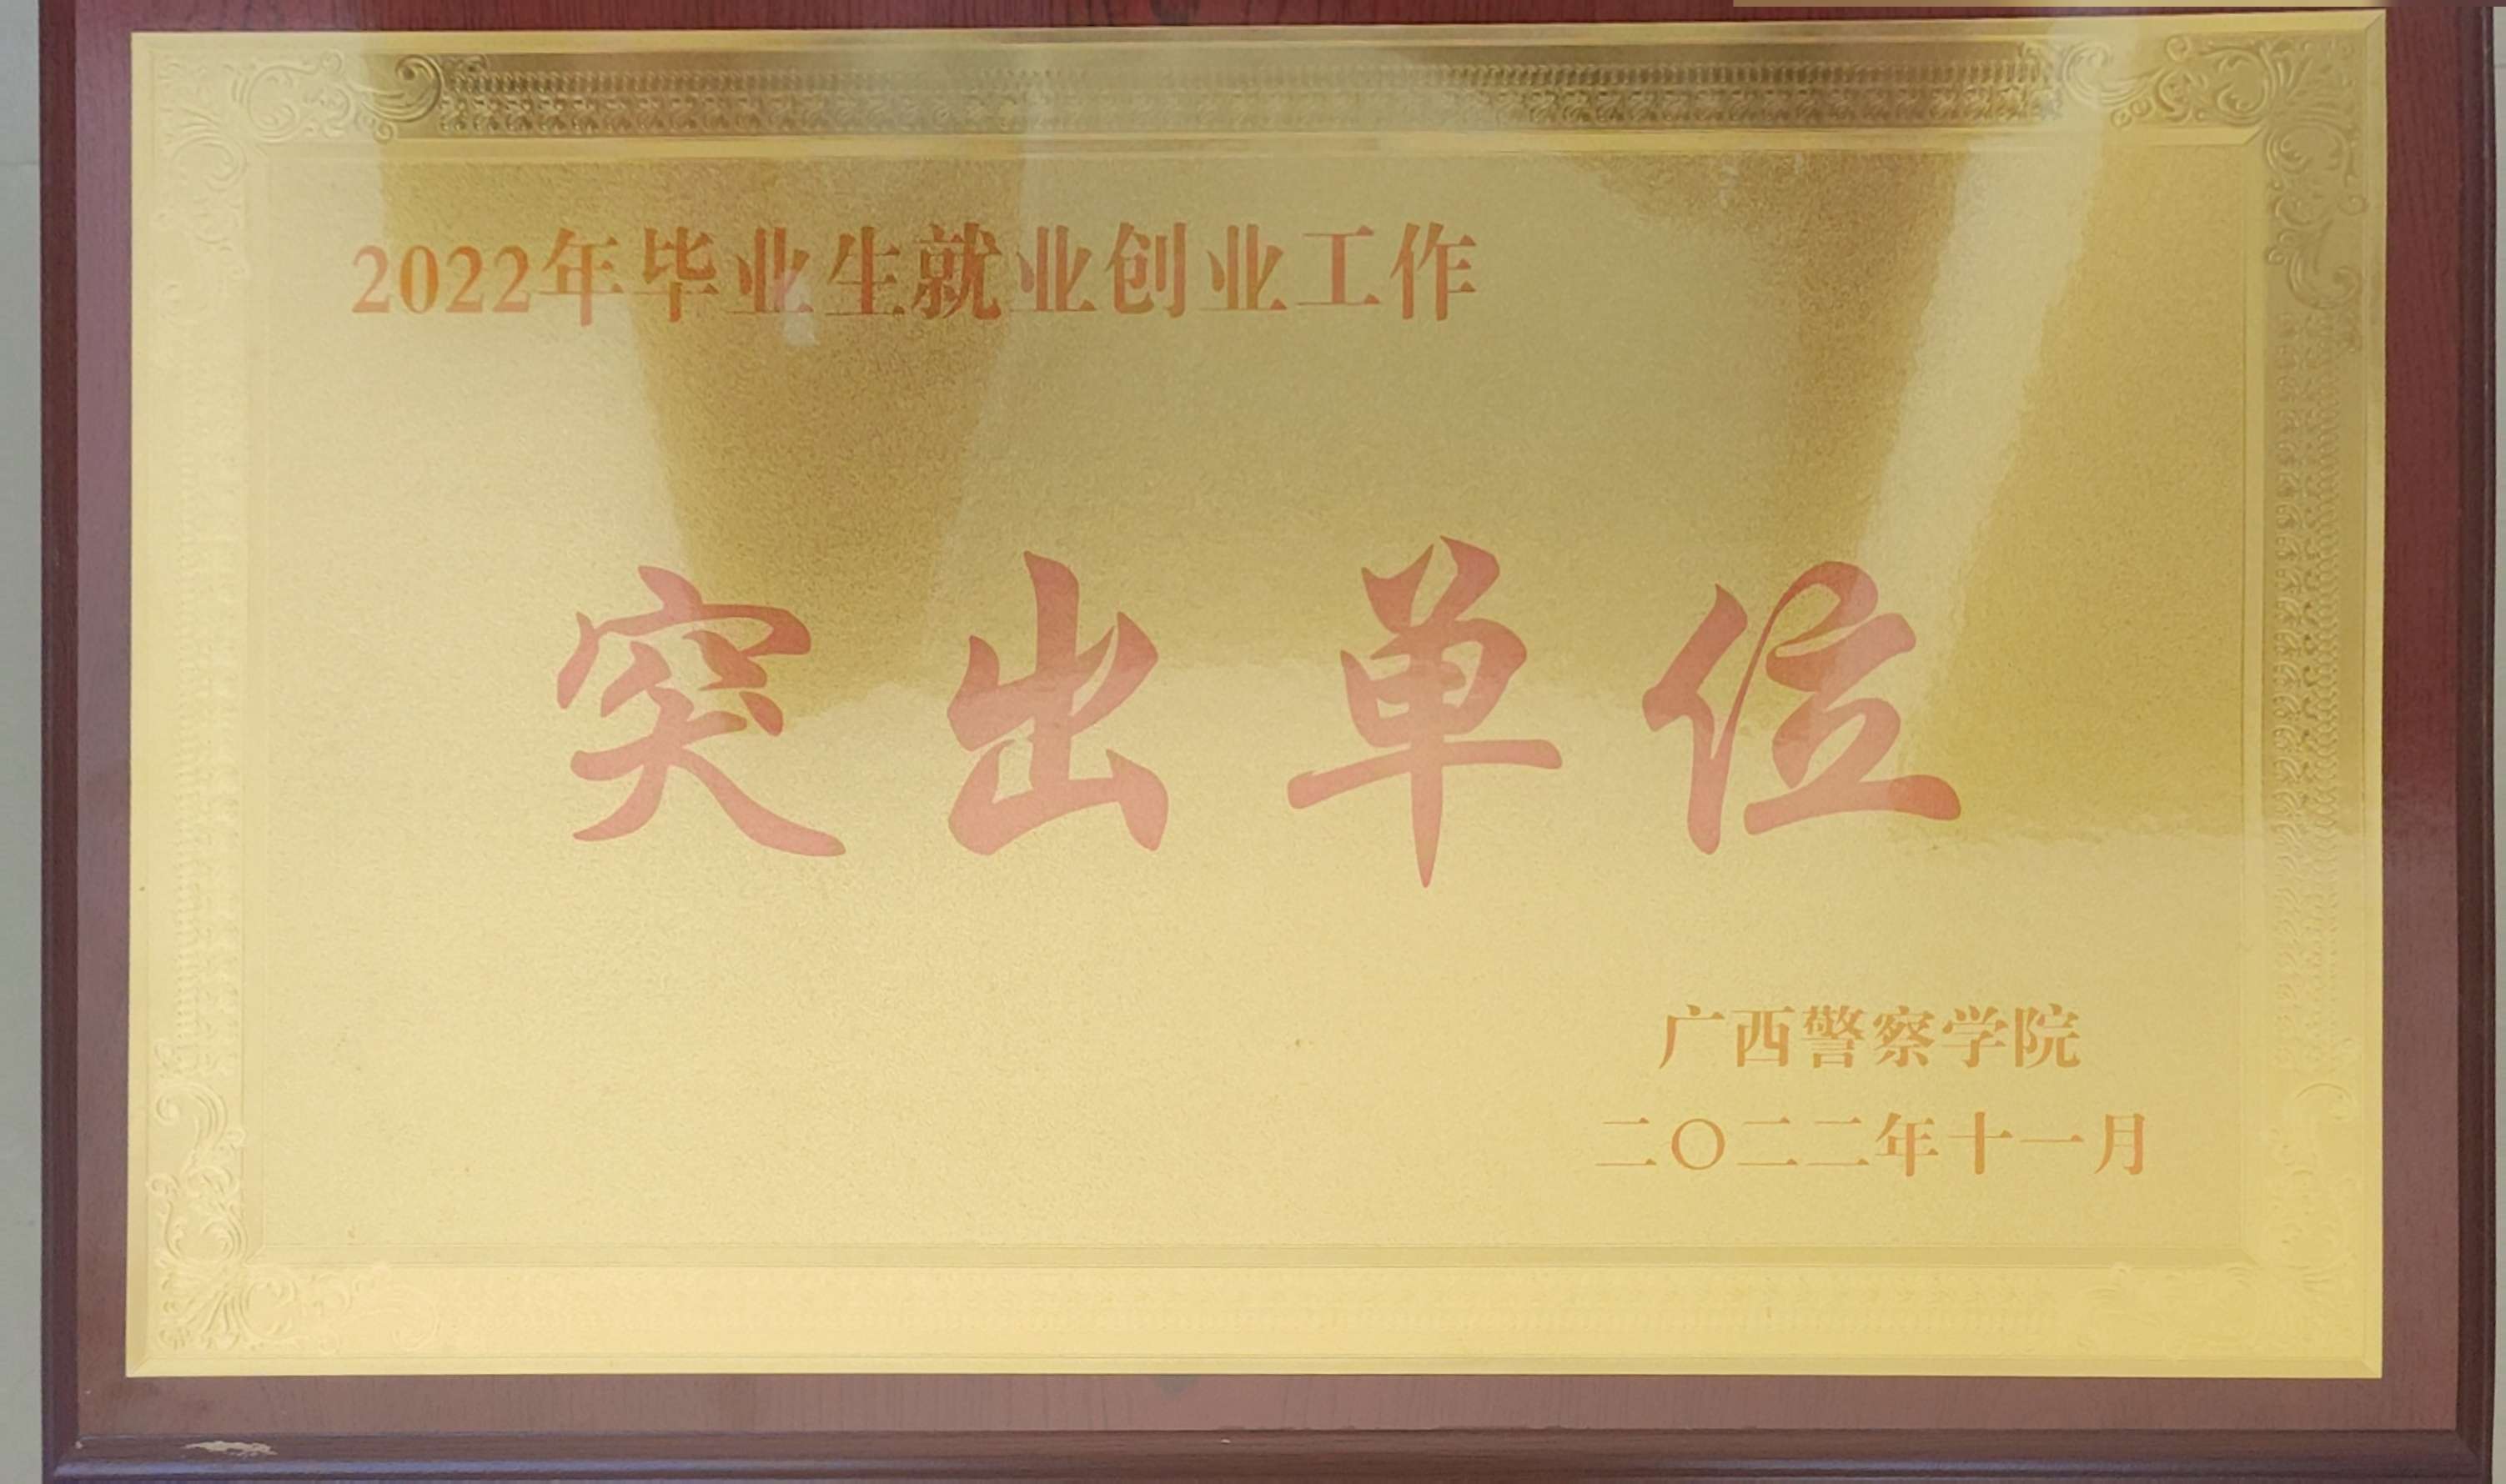 2022年毕业生就业创业工作
突出单位
广西警察学院
二〇二二年十一月